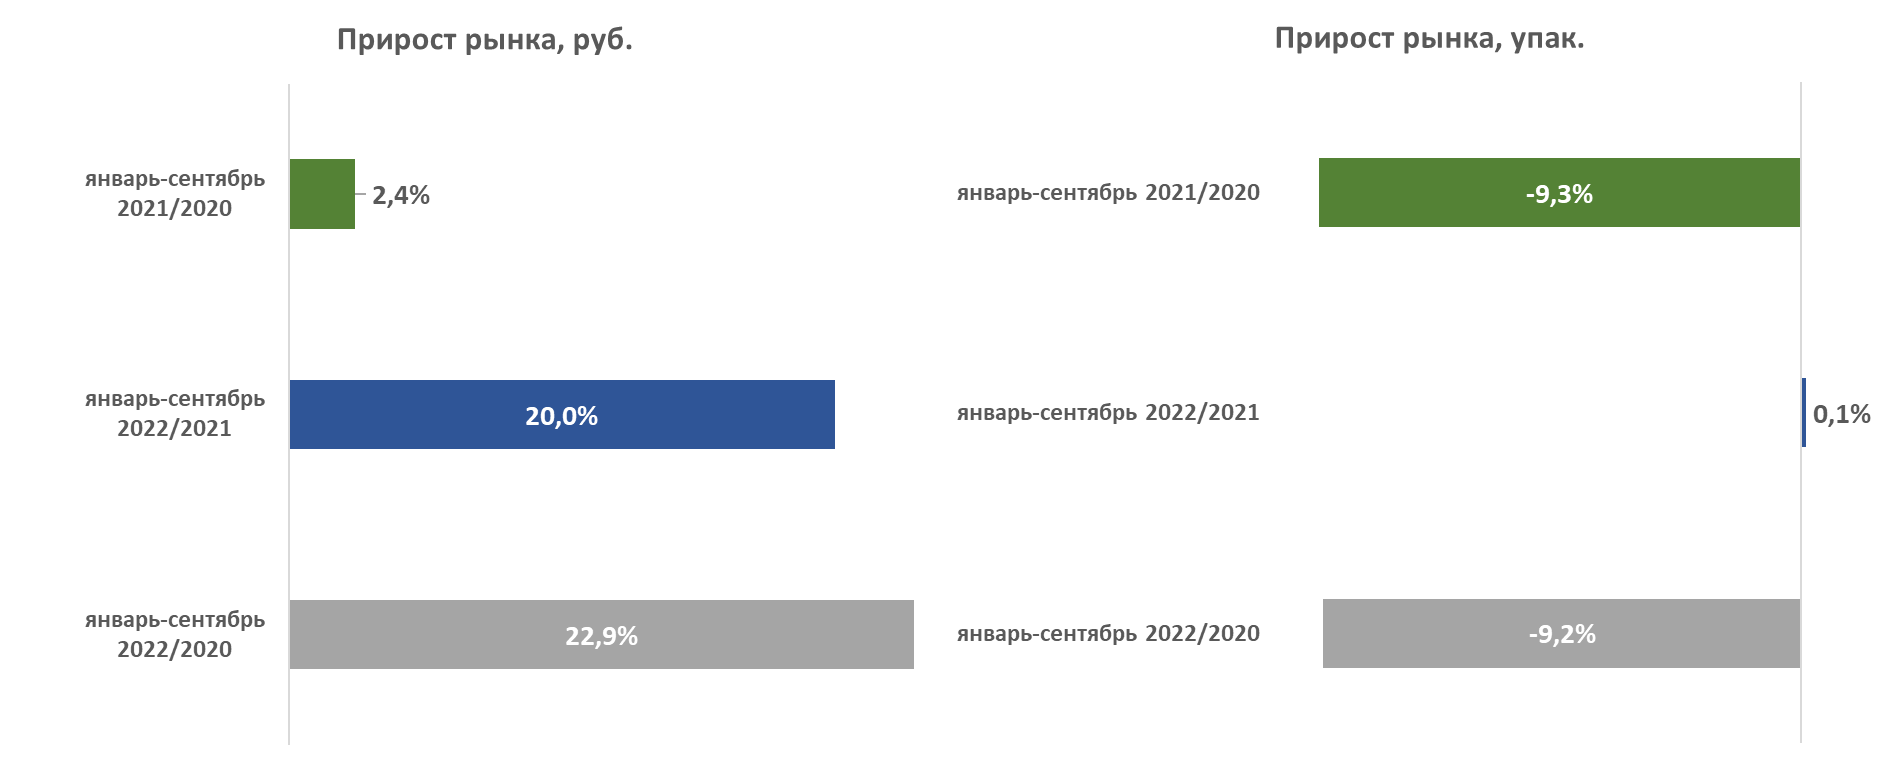 Прирост рынка, руб.
январь-сентябрь
2021/2020
2,4%
январь-сентябрь
2022/2021
20,0%
январь-сентябрь
2022/2020
22,9%
Прирост рынка, упак.
январь-сентябрь 2021/2020
-9,3%
январь-сентябрь 2022/2021
0,1%
январь-сентябрь 2022/2020
-9,2%